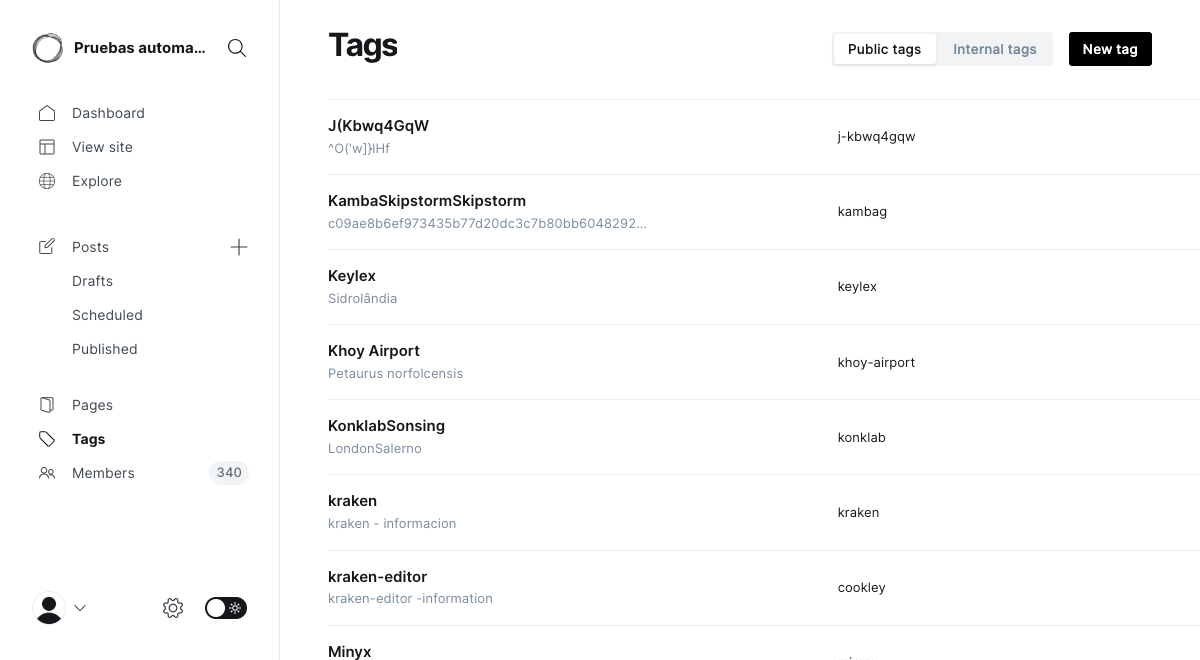 Pruebas automa...
Dashboard
View site
Explore
Posts
Drafts
Scheduled
Published
Pages
Tags
Members 340
Tags
Public tags Internal tags New tag
J(Kbwq4GqW
^O('w]}lHf
j-kbwq4gqw
KambaSkipstormSkipstorm
c09ae8b6ef973435b77d20dc3c7b80bb6048292...
kambag
Keylex
Sidrolândia
keylex
Khoy Airport
Petaurus norfolcensis
khoy-airport
KonklabSonsing
LondonSalerno
konklab
kraken
kraken - informacion
kraken
kraken-editor
kraken-editor -information
cookley
Minyx